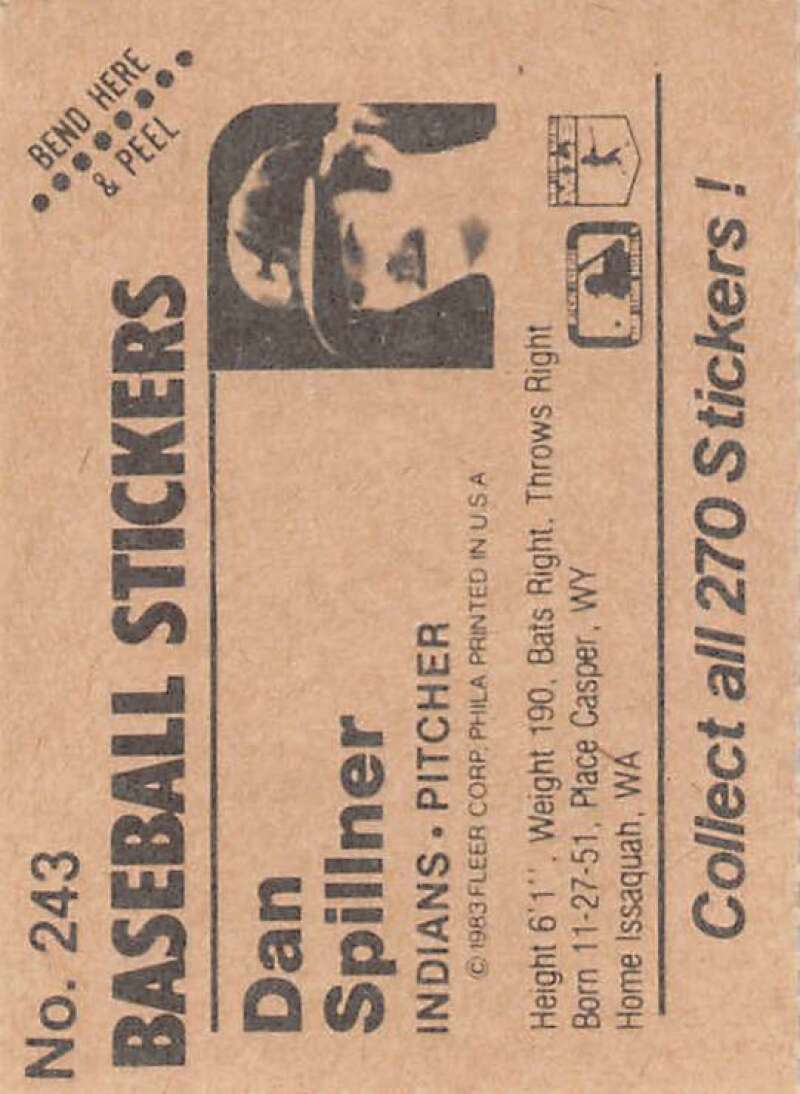 No. 243
BEND HERE
& PEEL
BASEBALL STICKERS
Dan
Spillner
INDIANS • PITCHER
© 1983 FLEER CORP. PHILA PRINTED IN U.S.A
Height 6'1'', Weight 190, Bats Right, Throws Right
Born 11-27-51, Place Casper, WY
Home Issaquah, WA
Collect all 270 Stickers!